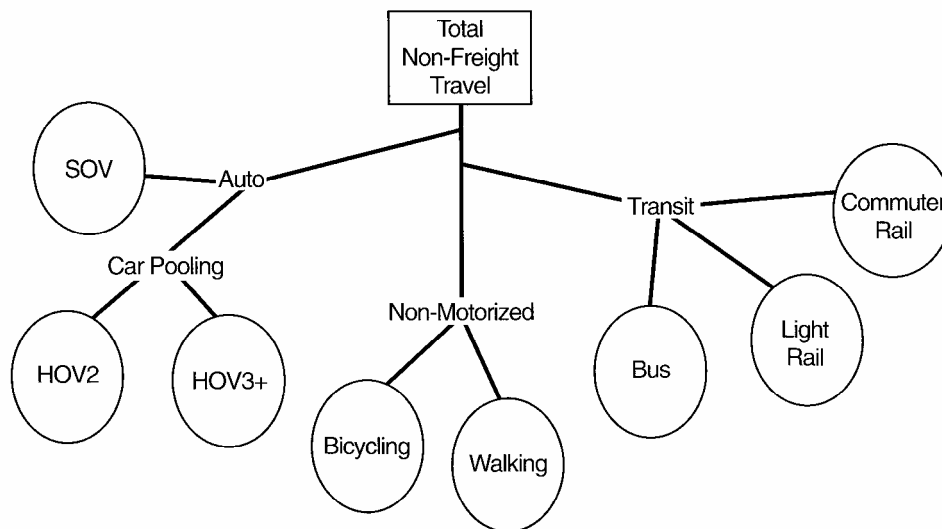 Total
Non-Freight
Travel
SOV
Auto
Transit
Commuter
Rail
Car Pooling
Non-Motorized
HOV2
HOV3+
Bus
Light
Rail
Bicycling
Walking